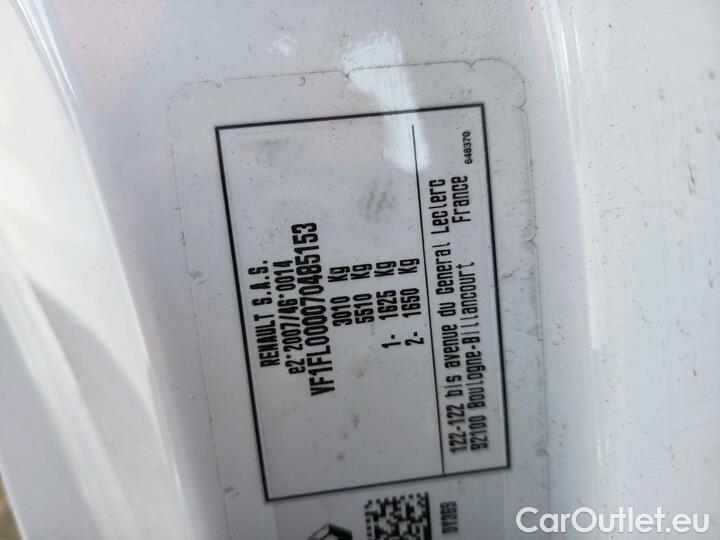 RENAULT S.A.S.
e2*2007/46*0014
VF1FL000070485153
3010 Kg
5510 Kg
1- 1625 Kg
2- 1650 Kg
122-122 bis avenue du General Leclerc
92100 Boulogne-Billancourt France
648370
DY369
CarOutlet.eu